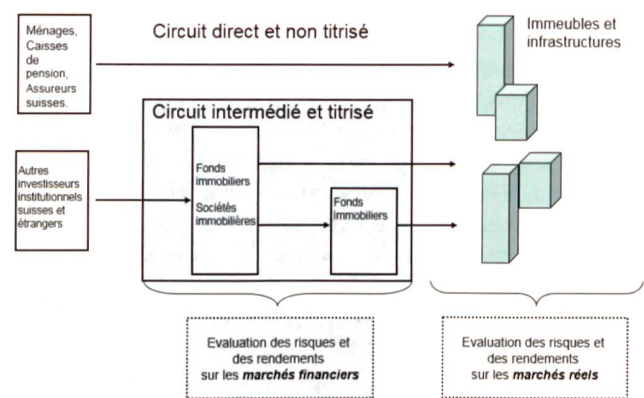 Ménages,
Caisses
de
pension,
Assureurs
suisses.
Circuit direct et non titrisé
Immeubles et
infrastructures
Circuit intermédié et titrisé
Autres
investisseurs
institutionnels
suisses et
étrangers
Fonds
immobiliers
Sociétés
immobilières
Fonds
immobiliers
Evaluation des risques et
des rendements
sur les marchés financiers
Evaluation des risques et
des rendements
sur les marchés réels